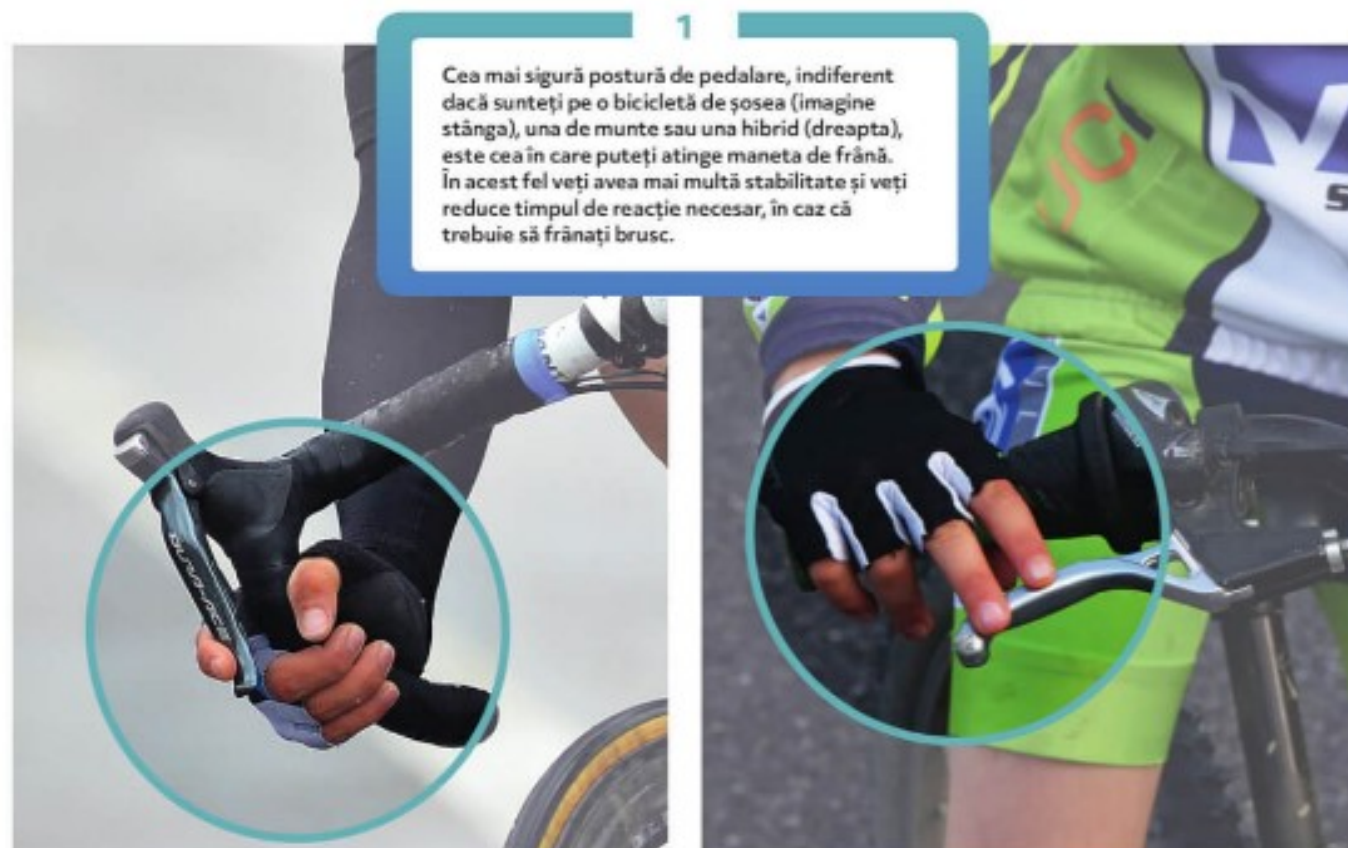 1
Cea mai sigură postură de pedalare, indiferent
dacă sunteți pe o bicicletă de șosea (imagine
stânga), una de munte sau una hibrid (dreapta),
este cea în care puteți atinge maneta de frână.
În acest fel veți avea mai multă stabilitate și veți
reduce timpul de reacție necesar, în caz că
trebuie să frânați brusc.
DURA-ACE